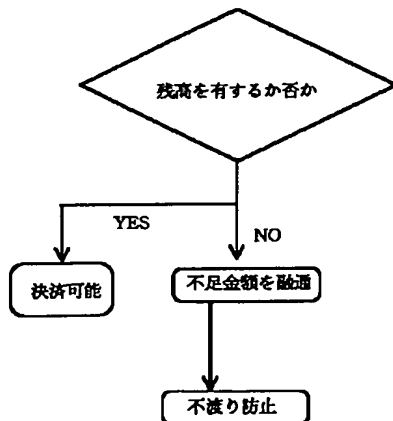 残高を有するか否か
YES
NO
決済可能
不足金額を融通
不渡り防止